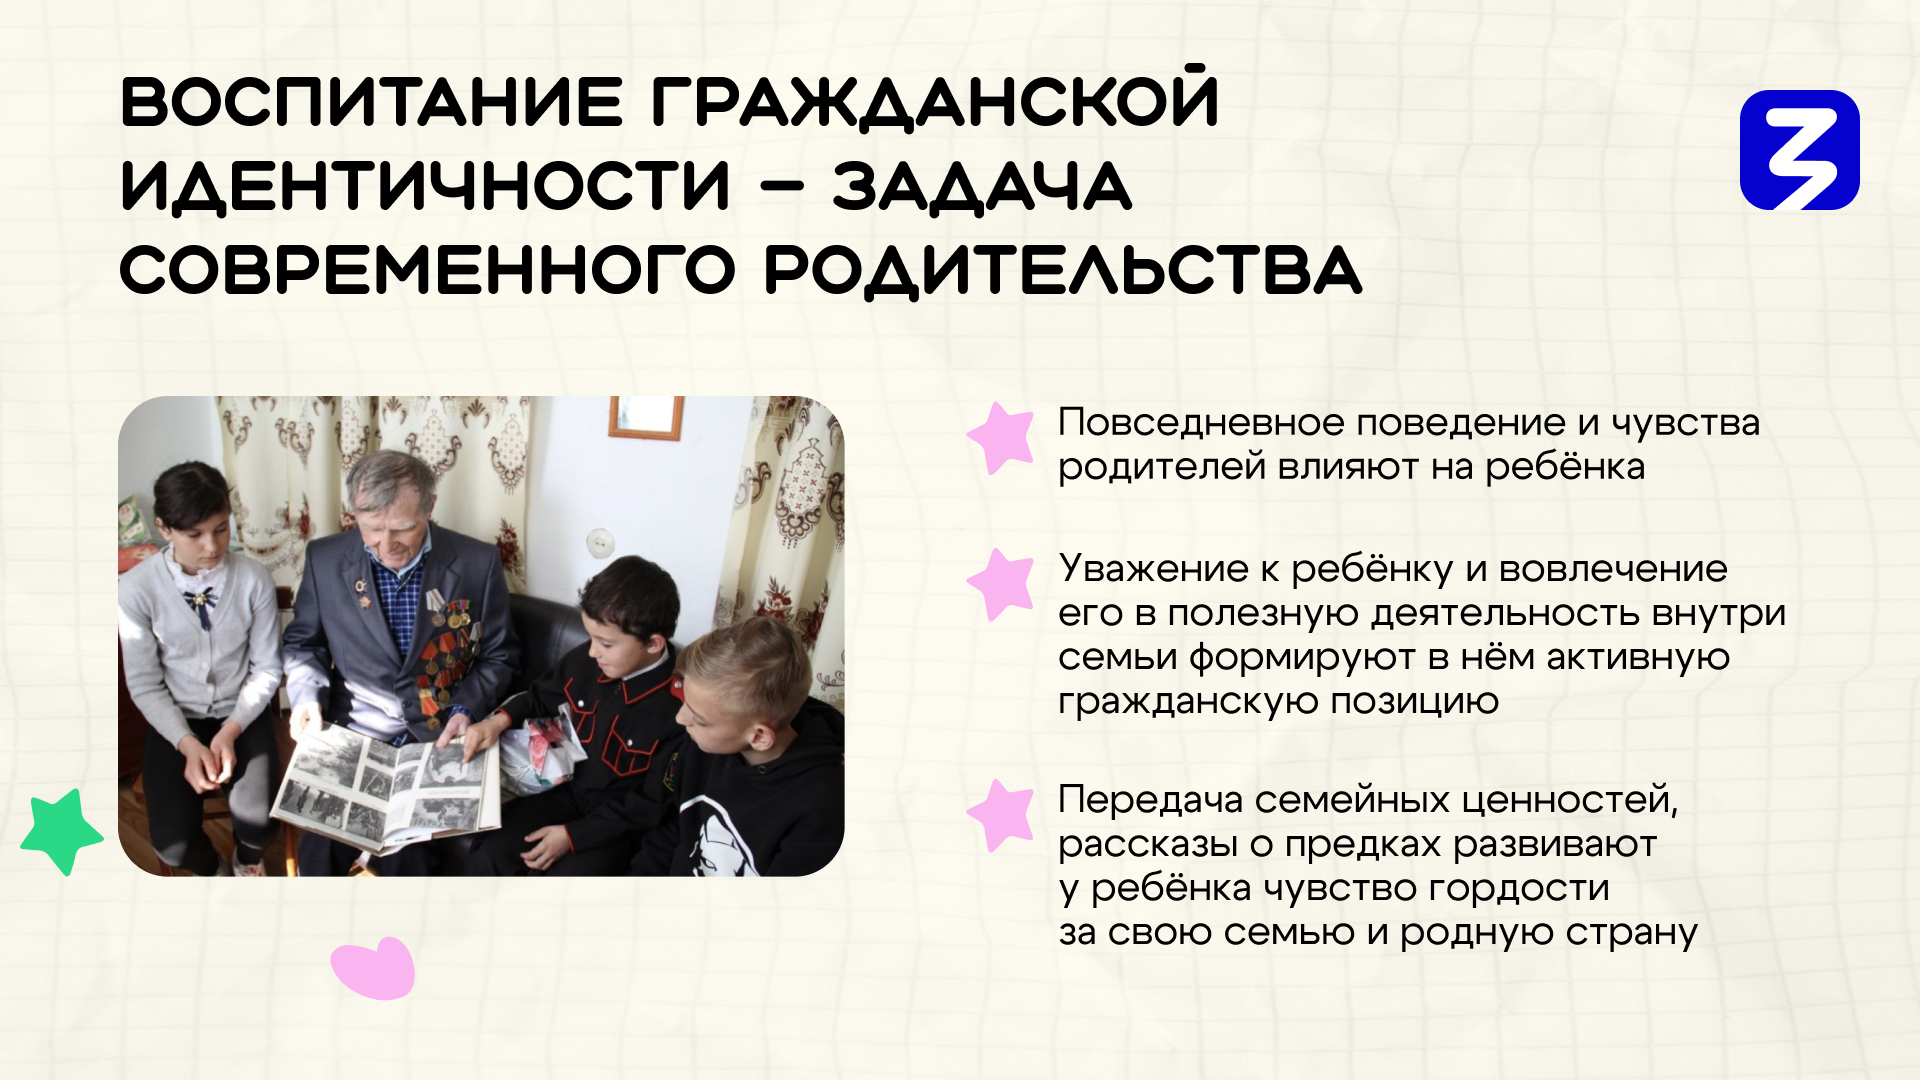 ВОСПИТАНИЕ ГРАЖДАНСКОЙ
ИДЕНТИЧНОСТИ – ЗАДАЧА
СОВРЕМЕННОГО РОДИТЕЛЬСТВА
Повседневное поведение и чувства
родителей влияют на ребёнка
Уважение к ребёнку и вовлечение
его в полезную деятельность внутри
семьи формируют в нём активную
гражданскую позицию
Передача семейных ценностей,
рассказы о предках развивают
у ребёнка чувство гордости
за свою семью и родную страну